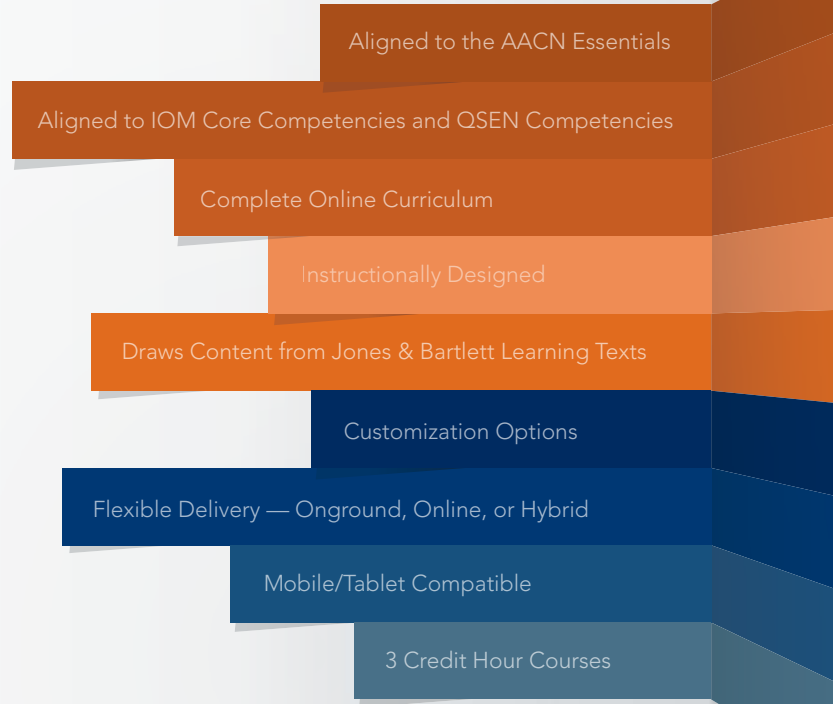 Aligned to the AACN Essentials
Aligned to IOM Core Competencies and QSEN Competencies
Complete Online Curriculum
Instructionally Designed
Draws Content from Jones & Bartlett Learning Texts
Customization Options
Flexible Delivery — Onground, Online, or Hybrid
Mobile/Tablet Compatible
3 Credit Hour Courses